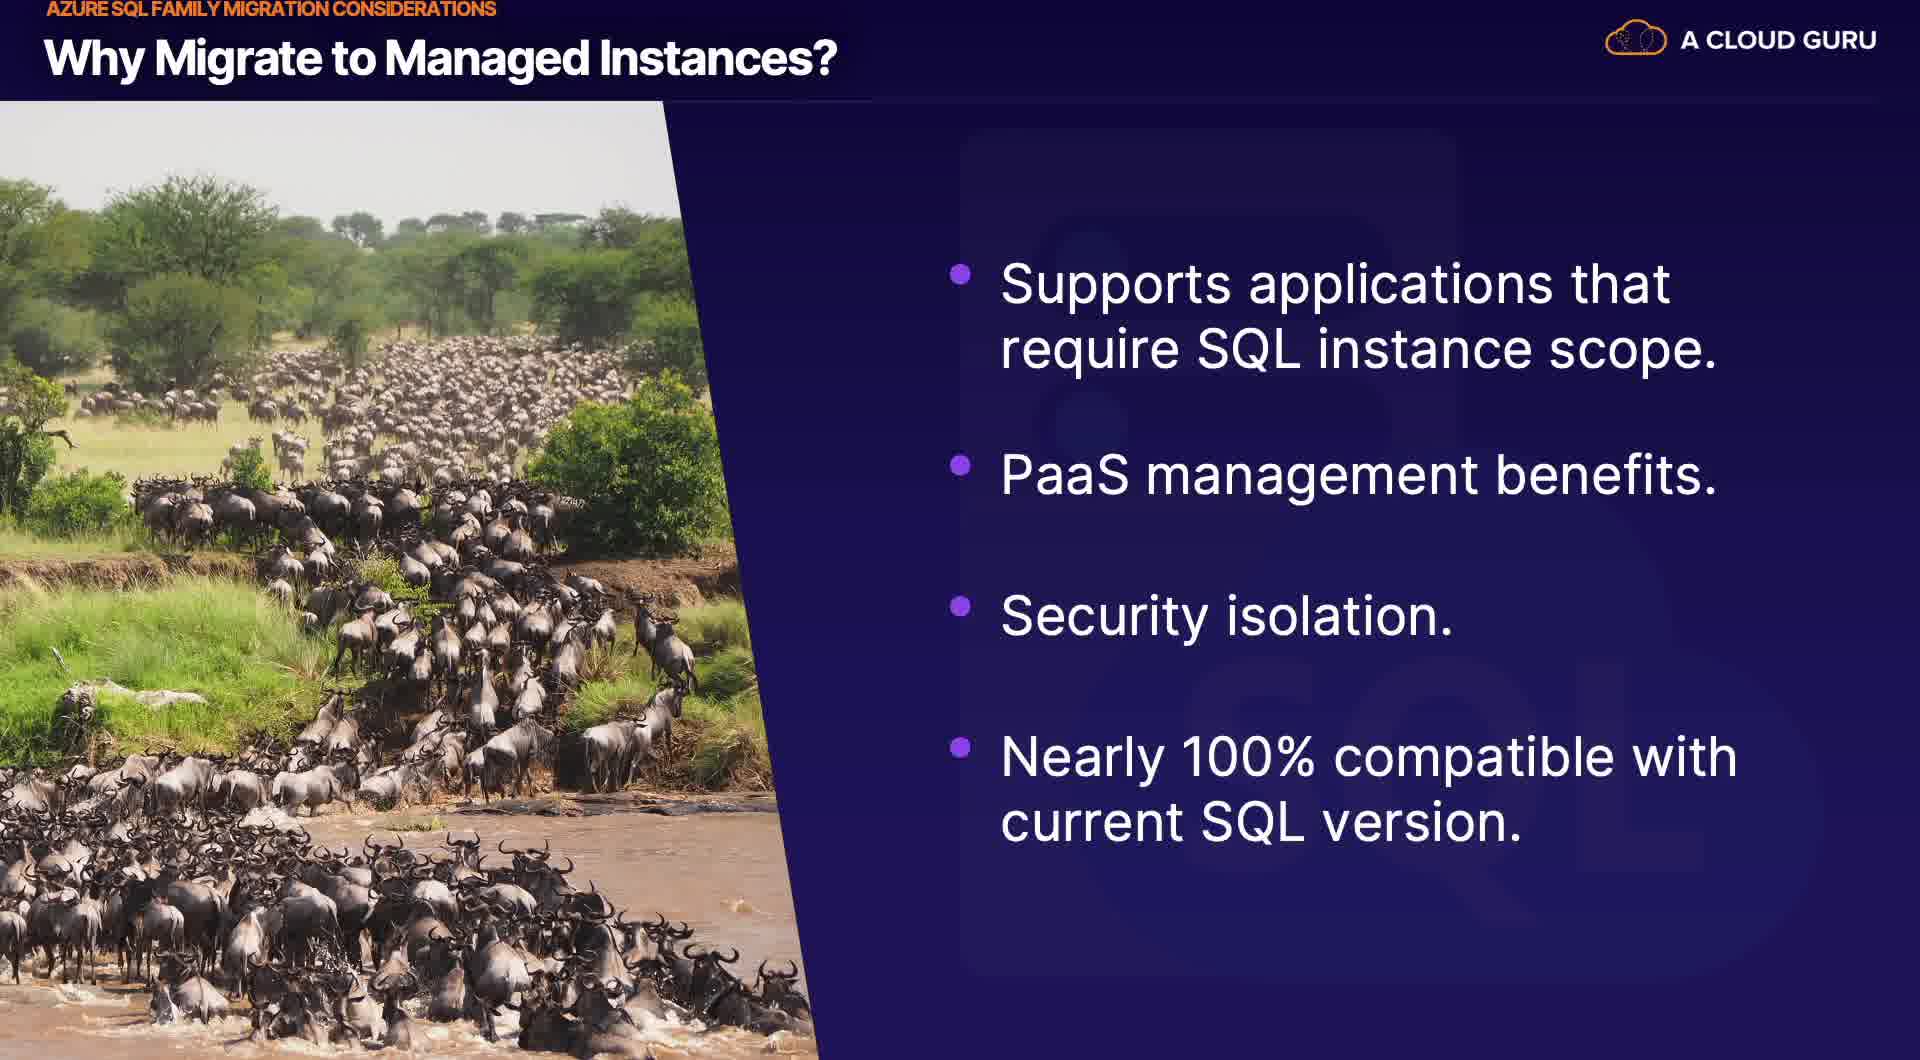 AZURE SQL FAMILY MIGRATION CONSIDERATIONS
Why Migrate to Managed Instances?
A CLOUD GURU
Supports applications that
require SQL instance scope.
PaaS management benefits.
Security isolation.
Nearly 100% compatible with
current SQL version.
SQL